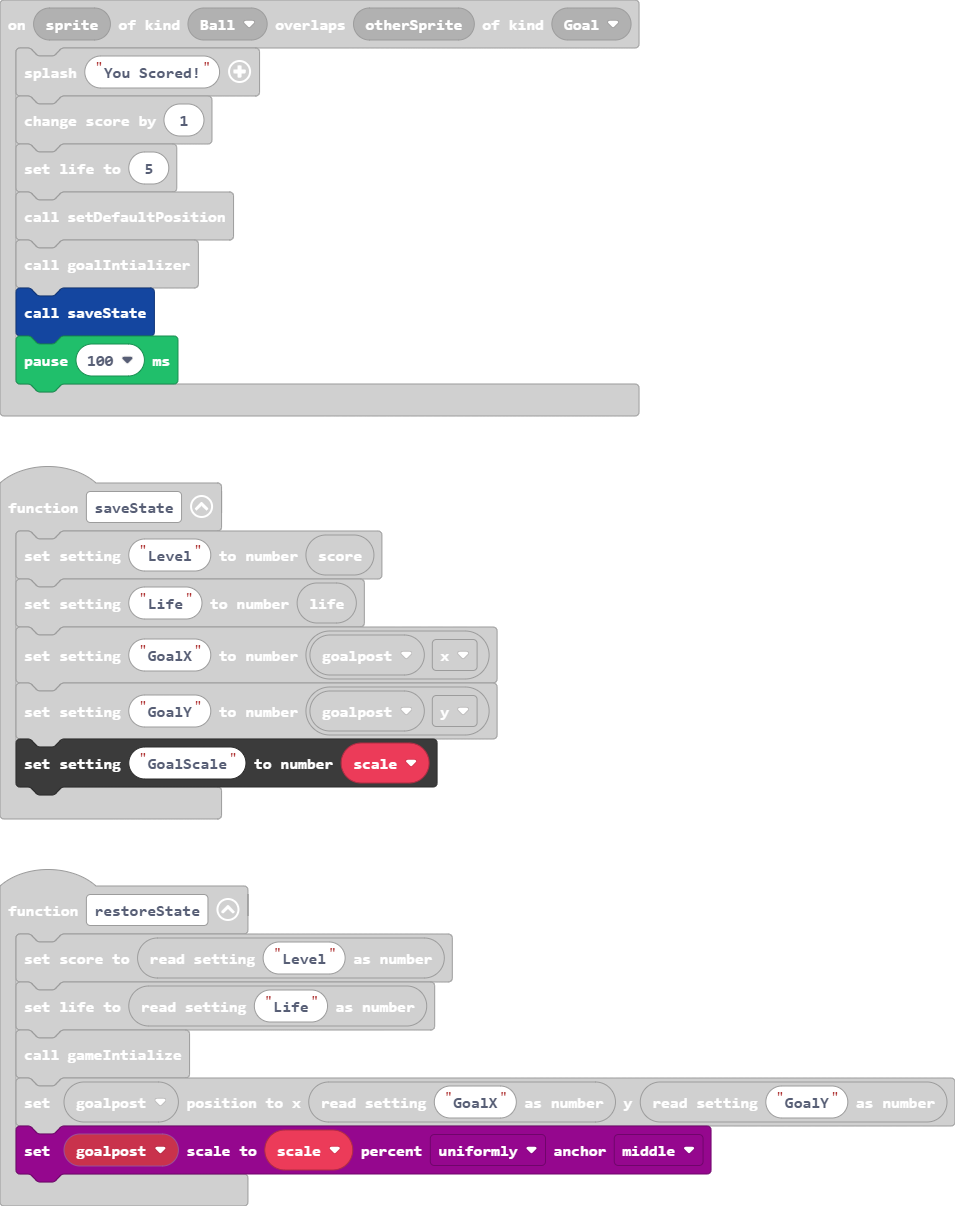 on sprite of kind Ball overlaps otherSprite of kind Goal
splash "You Scored!"
change score by 1
set life to 5
call setDefaultPosition
call goalIntializer
call saveState
pause 100 ms
function saveState
set setting "Level" to number score
set setting "Life" to number life
set setting "GoalX" to number goalpost x
set setting "GoalY" to number goalpost y
set setting "GoalScale" to number scale
function restoreState
set score to read setting "Level" as number
set life to read setting "Life" as number
call gameIntialize
set goalpost position to x read setting "GoalX" as number y read setting "GoalY" as number
set goalpost scale to scale percent uniformly anchor middle